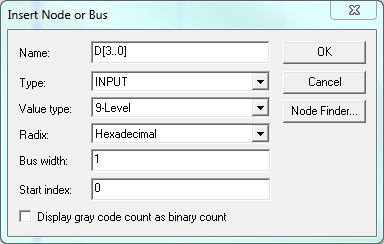 Insert Node or Bus
Name: D[3..0] OK
Type: INPUT Cancel
Value type: 9-Level Node Finder...
Radix: Hexadecimal
Bus width: 1
Start index: 0
Display gray code count as binary count